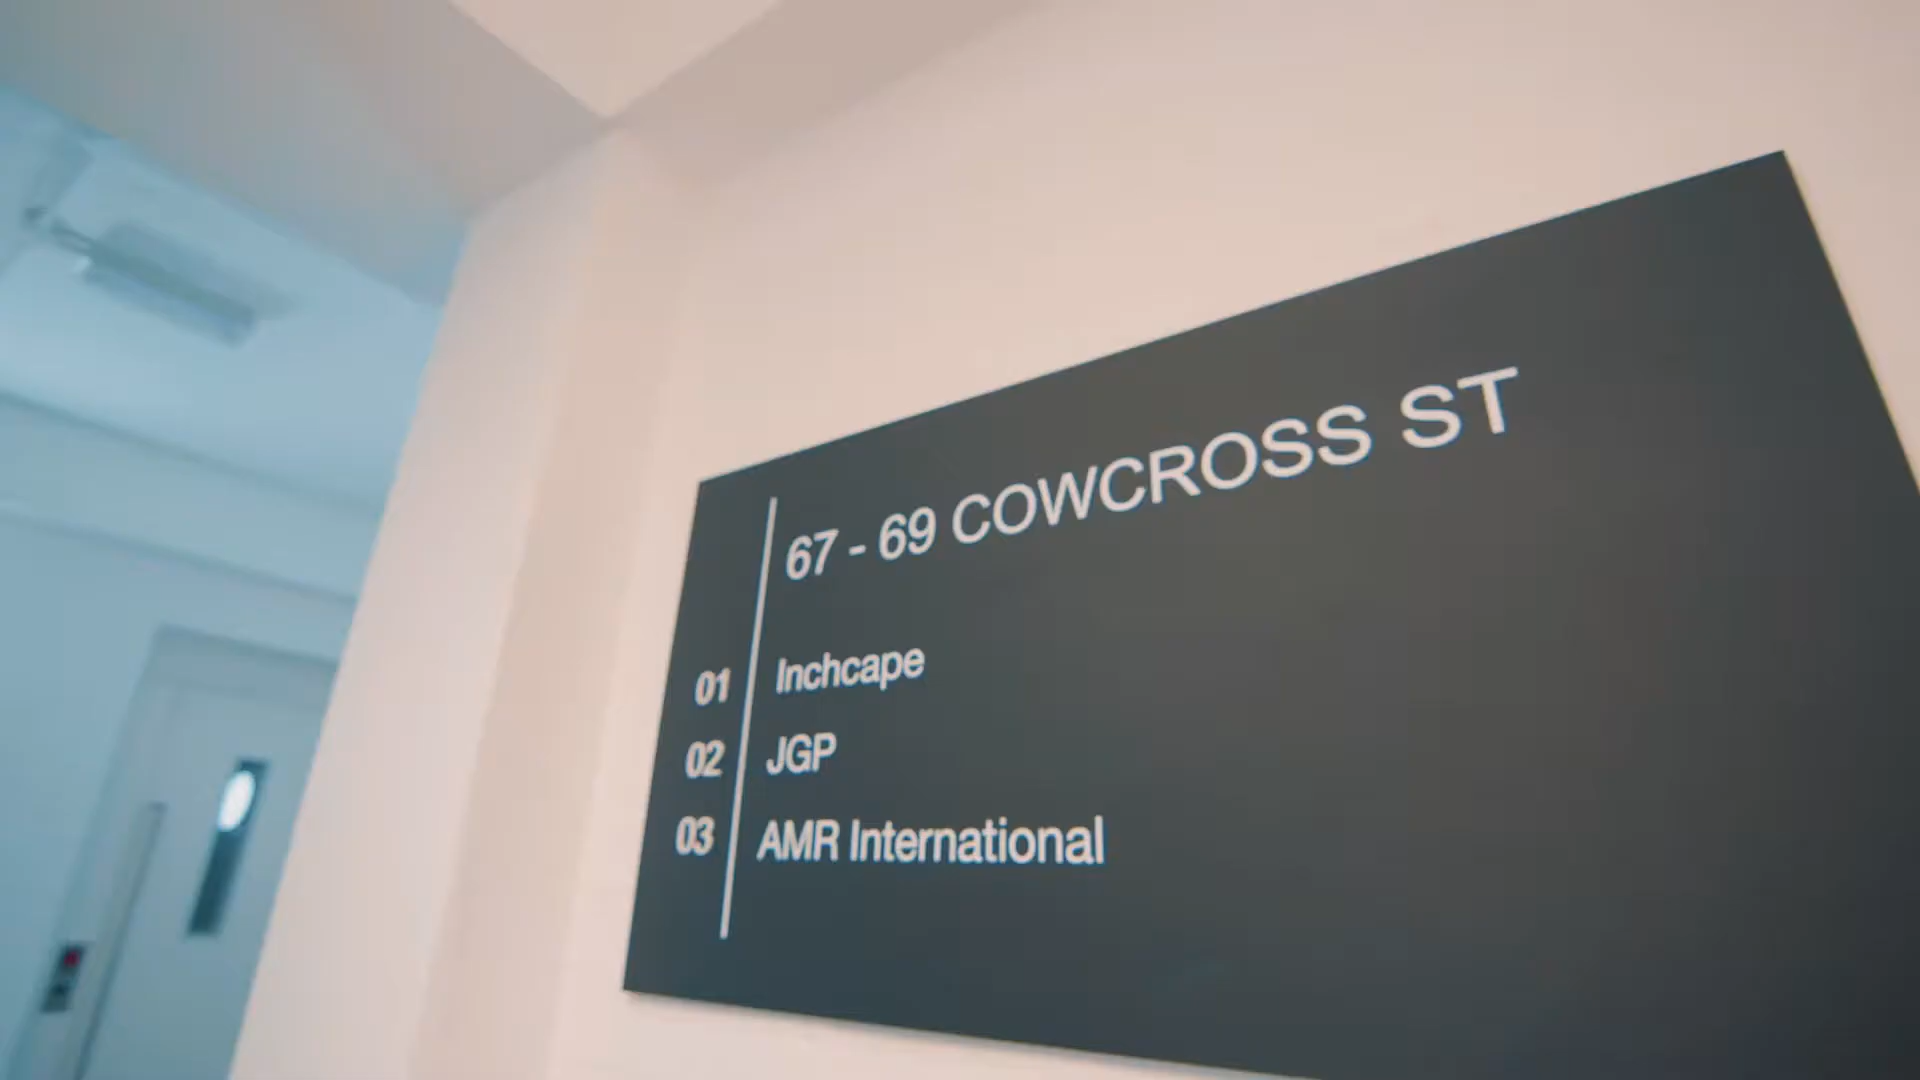 67 - 69 COWCROSS ST
01 Inchcape
02 JGP
03 AMR International